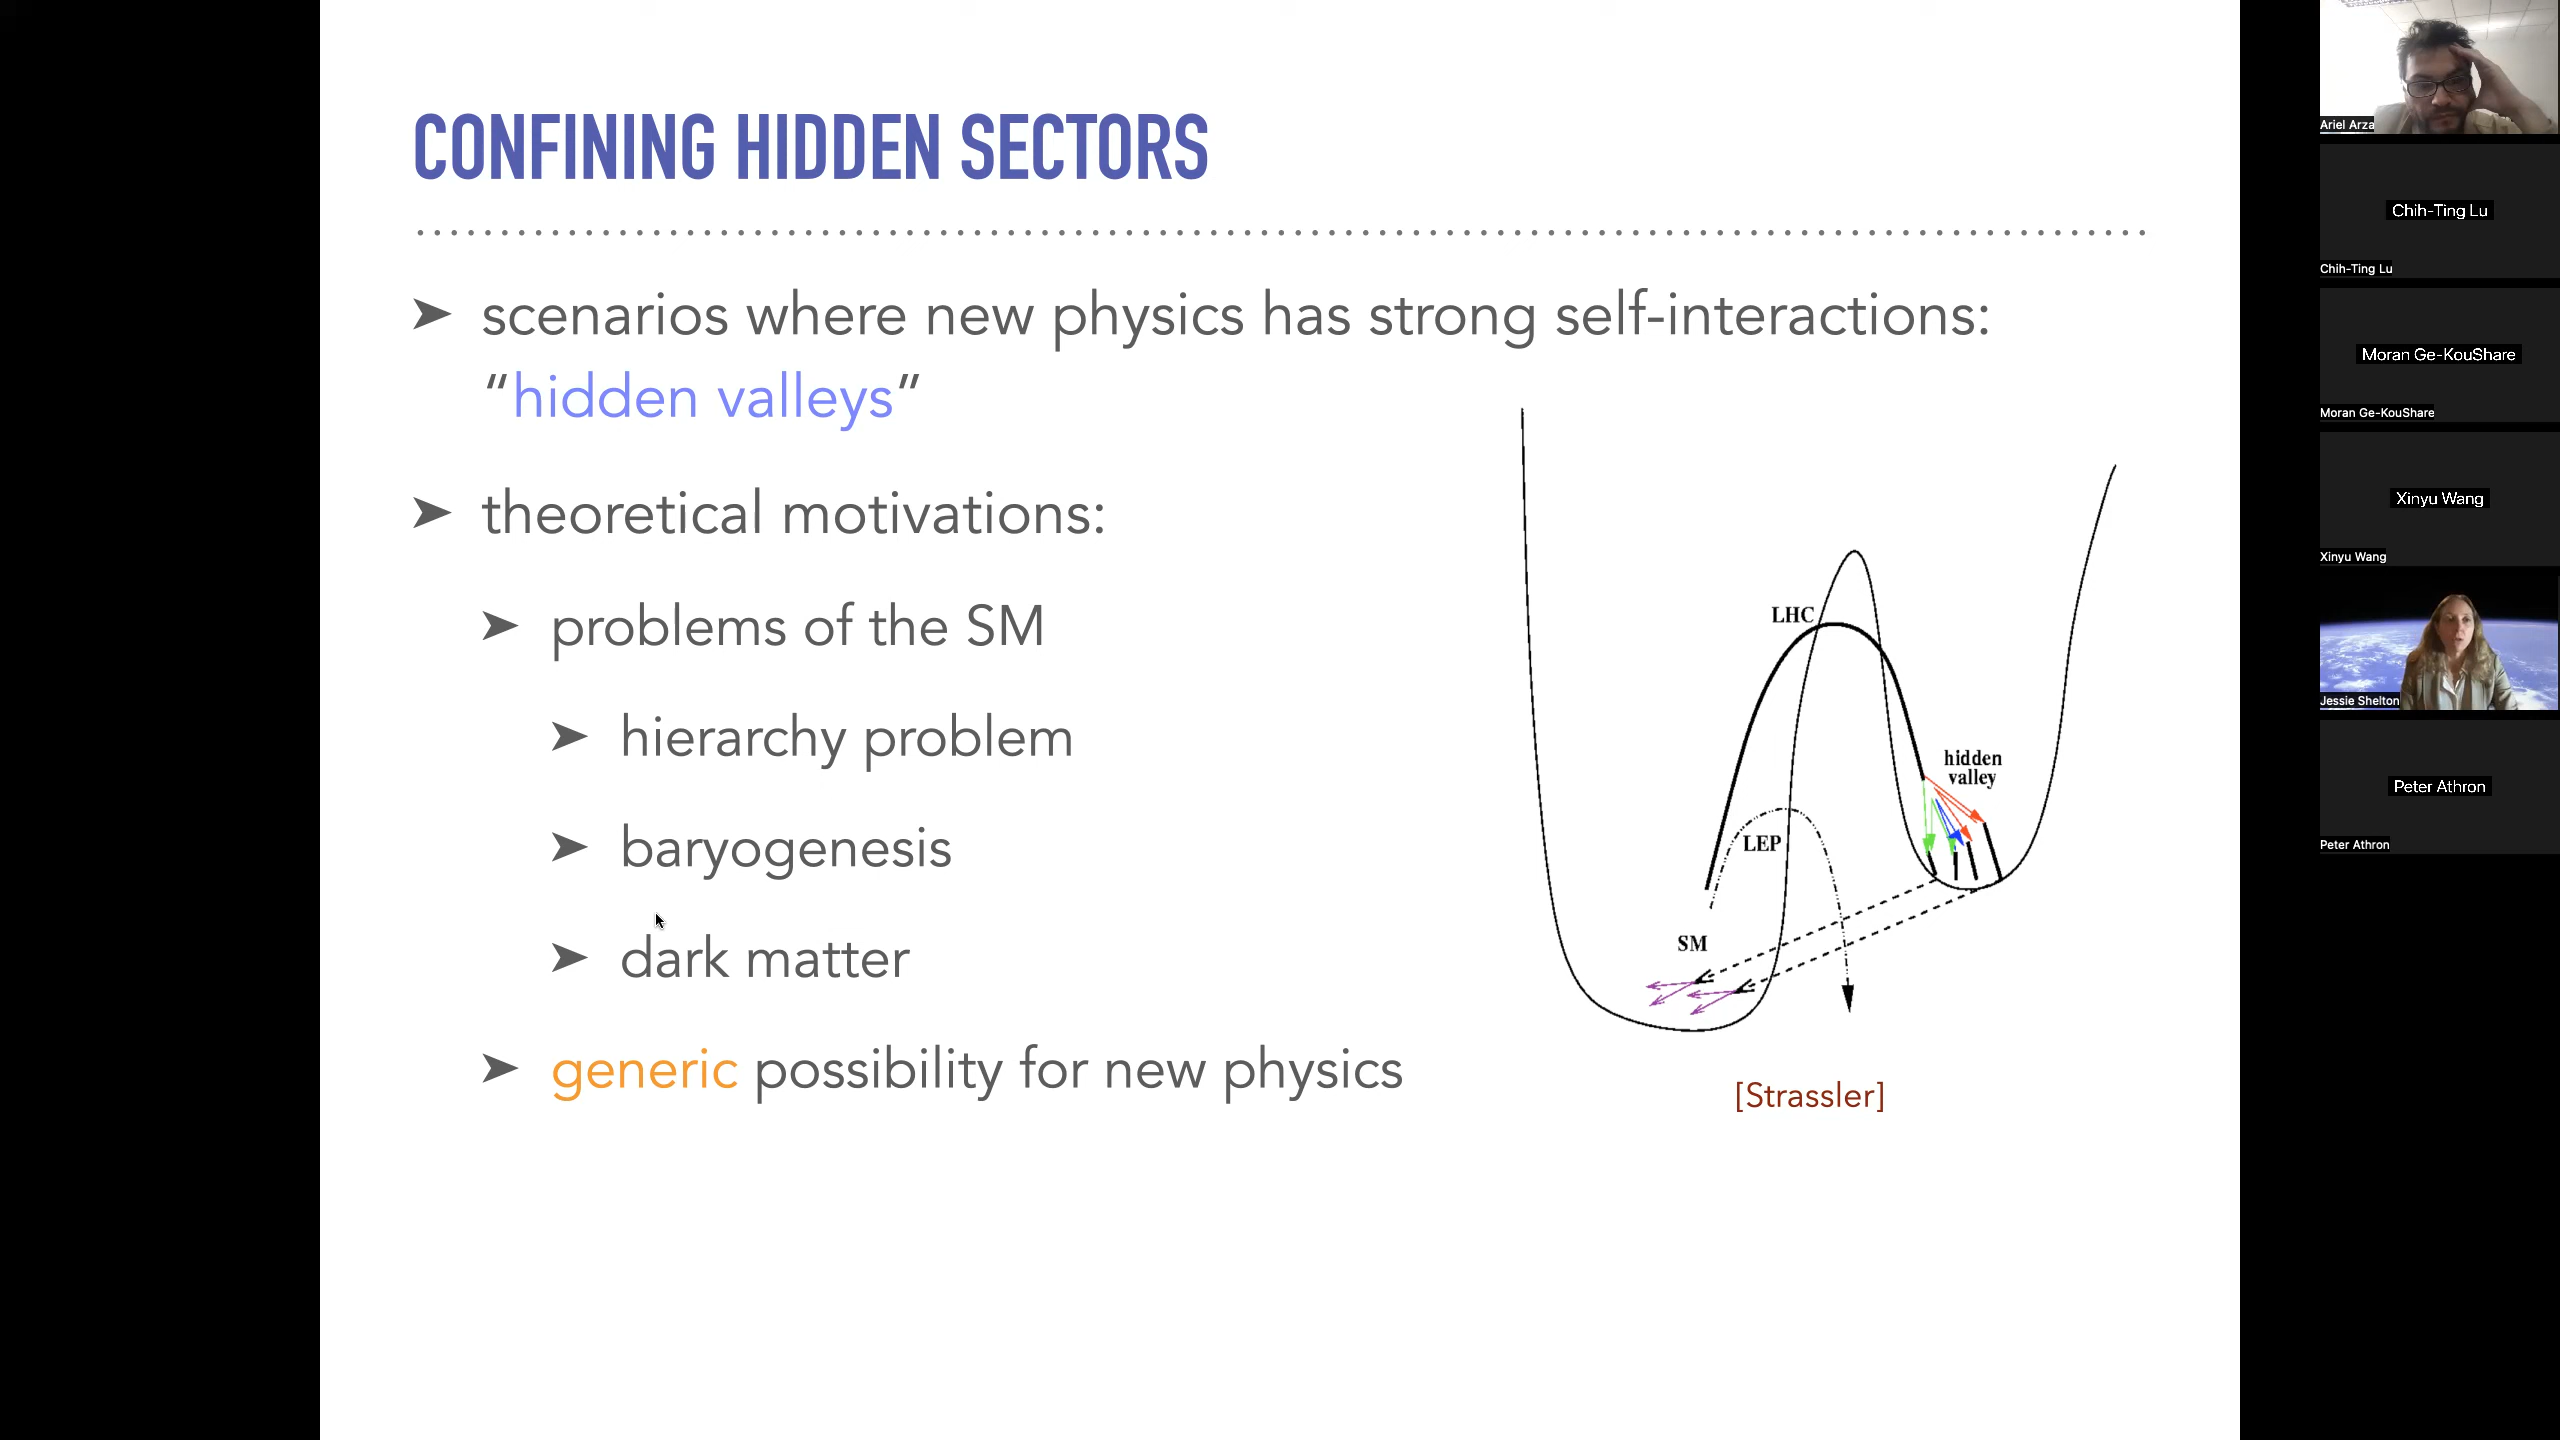 CONFINING HIDDEN SECTORS
➤ scenarios where new physics has strong self-interactions:
“hidden valleys”
➤ theoretical motivations:
➤ problems of the SM
➤ hierarchy problem
➤ baryogenesis
➤ dark matter
➤ generic possibility for new physics
LHC
hidden
valley
LEP
SM
[Strassler]
Ariel Arza
Chih-Ting Lu
Chih-Ting Lu
Moran Ge-KouShare
Moran Ge-KouShare
Xinyu Wang
Xinyu Wang
Jessie Shelton
Peter Athron
Peter Athron